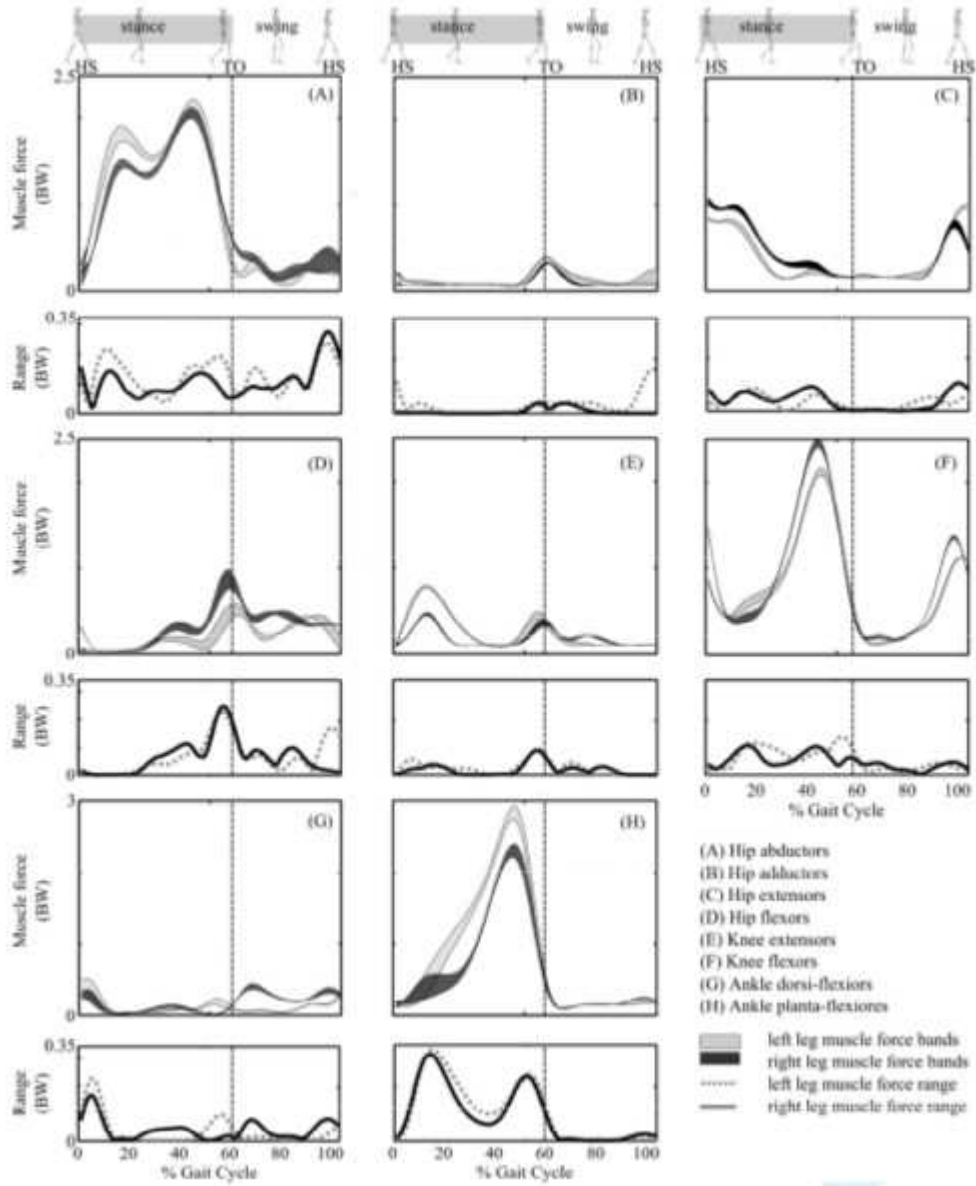 stance swing stance swing stance swing
HS TO HS HS TO HS HS TO HS
2.5 (A) (B) (C)
Muscle force
(BW)
0
0.35
Range
(BW)
0
2.5 (D) (E) (F)
Muscle force
(BW)
0
0.35
Range
(BW)
0
0 20 40 60 80 100
% Gait Cycle
3 (G) (H)
Muscle force
(BW)
0
0.35
Range
(BW)
0
0 20 40 60 80 100 0 20 40 60 80 100
% Gait Cycle % Gait Cycle
(A) Hip abductors
(B) Hip adductors
(C) Hip extensors
(D) Hip flexors
(E) Knee extensors
(F) Knee flexors
(G) Ankle dorsi-flexiors
(H) Ankle planta-flexiores
left leg muscle force bands
right leg muscle force bands
left leg muscle force range
right leg muscle force range